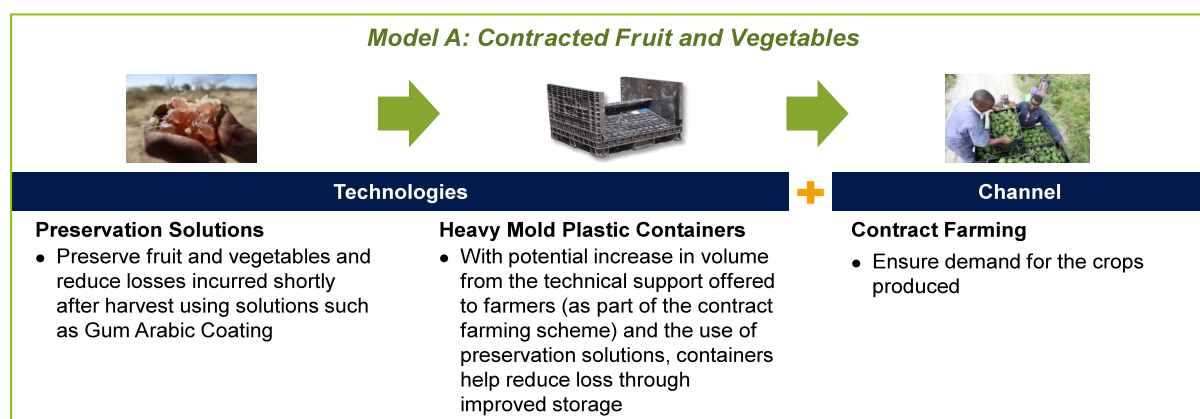 Model A: Contracted Fruit and Vegetables
Technologies
Channel
Preservation Solutions
• Preserve fruit and vegetables and
reduce losses incurred shortly
after harvest using solutions such
as Gum Arabic Coating
Heavy Mold Plastic Containers
• With potential increase in volume
from the technical support offered
to farmers (as part of the contract
farming scheme) and the use of
preservation solutions, containers
help reduce loss through
improved storage
Contract Farming
• Ensure demand for the crops
produced